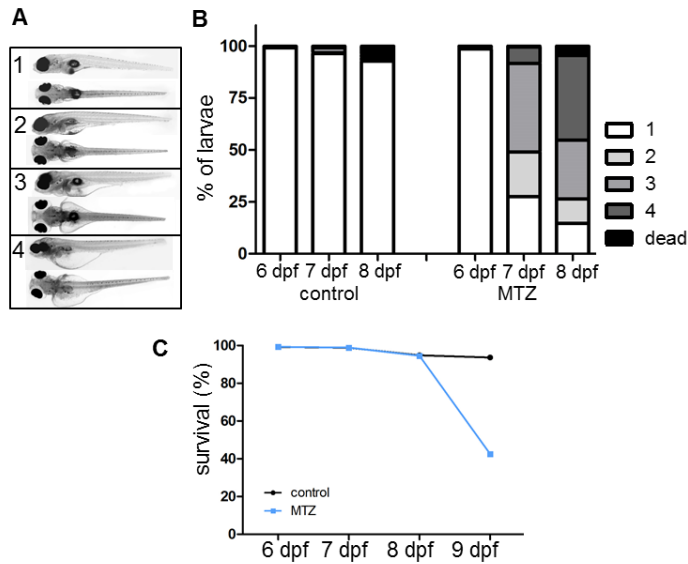 A
1
2
3
4
B
% of larvae
100
75
50
25
0
6 dpf 7 dpf 8 dpf 6 dpf 7 dpf 8 dpf
control MTZ
1
2
3
4
dead
C
survival (%)
100
80
60
40
20
0
control
MTZ
6 dpf 7 dpf 8 dpf 9 dpf